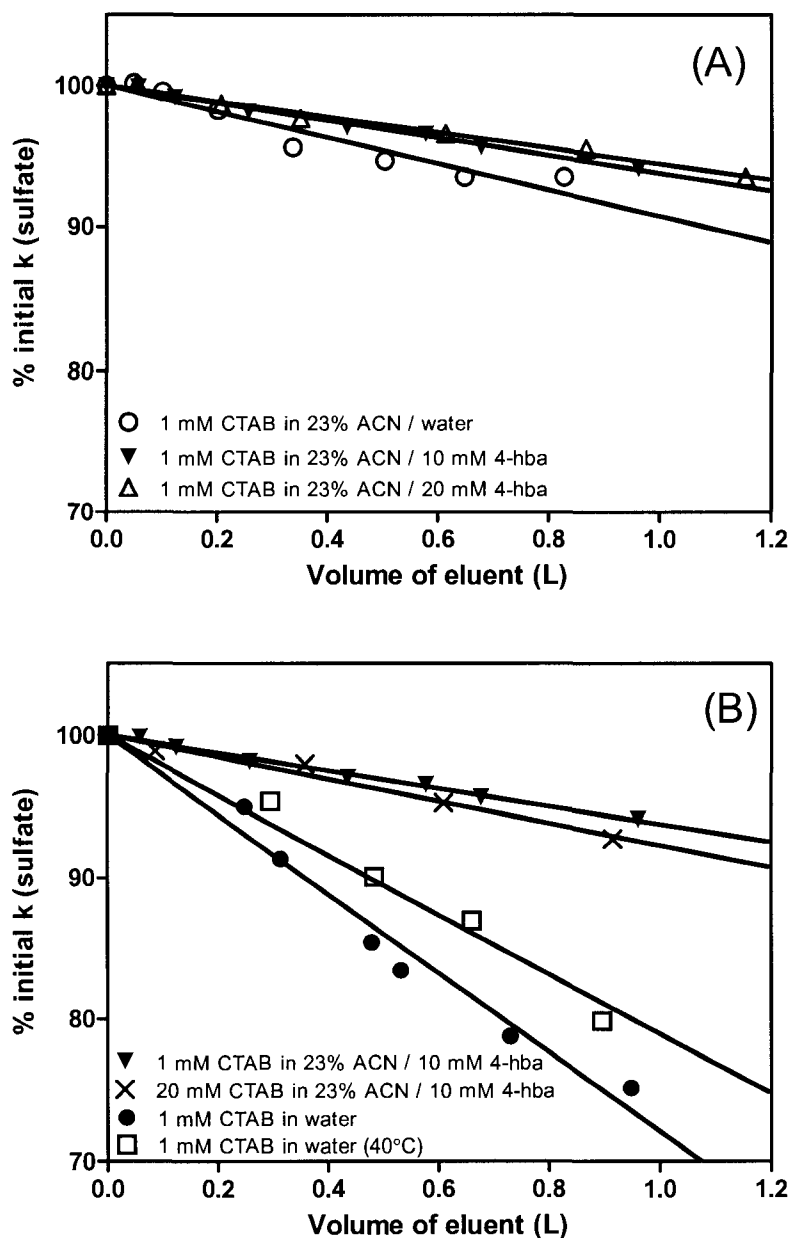 (A)
% initial k (sulfate)
100
90
80
70
1 mM CTAB in 23% ACN / water
1 mM CTAB in 23% ACN / 10 mM 4-hba
1 mM CTAB in 23% ACN / 20 mM 4-hba
0.0 0.2 0.4 0.6 0.8 1.0 1.2
Volume of eluent (L)
(B)
% initial k (sulfate)
100
90
80
70
1 mM CTAB in 23% ACN / 10 mM 4-hba
20 mM CTAB in 23% ACN / 10 mM 4-hba
1 mM CTAB in water
1 mM CTAB in water (40°C)
0.0 0.2 0.4 0.6 0.8 1.0 1.2
Volume of eluent (L)